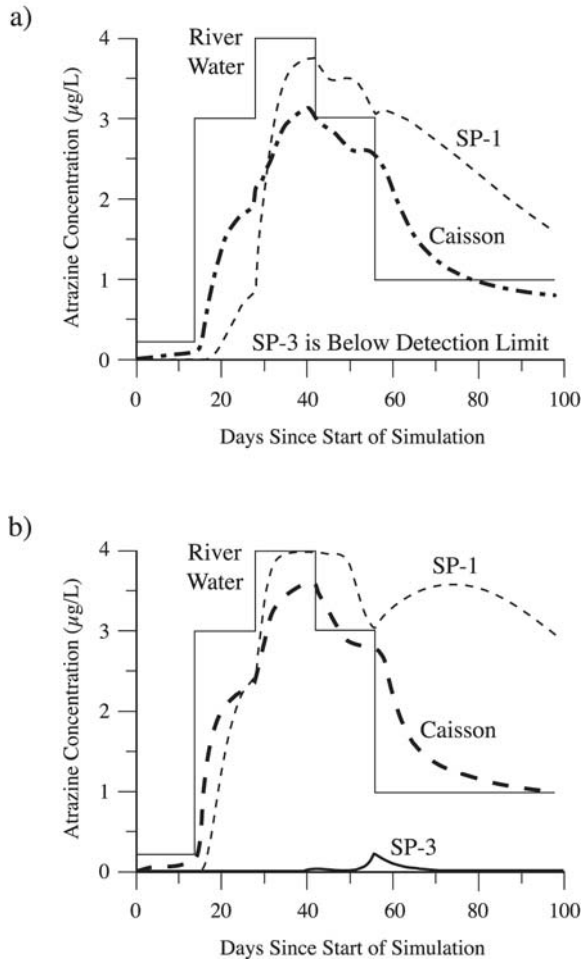 a)
Atrazine Concentration (µg/L)
4
3
2
1
0
River
Water
SP-1
Caisson
SP-3 is Below Detection Limit
0 20 40 60 80 100
Days Since Start of Simulation
b)
Atrazine Concentration (µg/L)
4
3
2
1
0
River
Water
SP-1
Caisson
SP-3
0 20 40 60 80 100
Days Since Start of Simulation